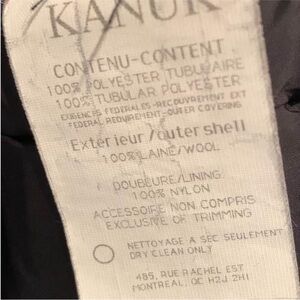 KANUK
CONTENU-CONTENT
100% POLYESTER TUBULAIRE
100% TUBULAR POLYESTER
EXIGENCES FEDERALES-RECOUVREMENT EXT
FEDERAL REQUIREMENT-OUTER COVERING
Extérieur/outer shell
100% LAINE/WOOL
DOUBLURE/LINING
100% NYLON
ACCESSOIRE NON COMPRIS
EXCLUSIVE OF TRIMMING
NETTOYAGE A SEC SEULEMENT
DRY CLEAN ONLY
485, RUE RACHEL EST
MONTREAL, QC H2J 2H1